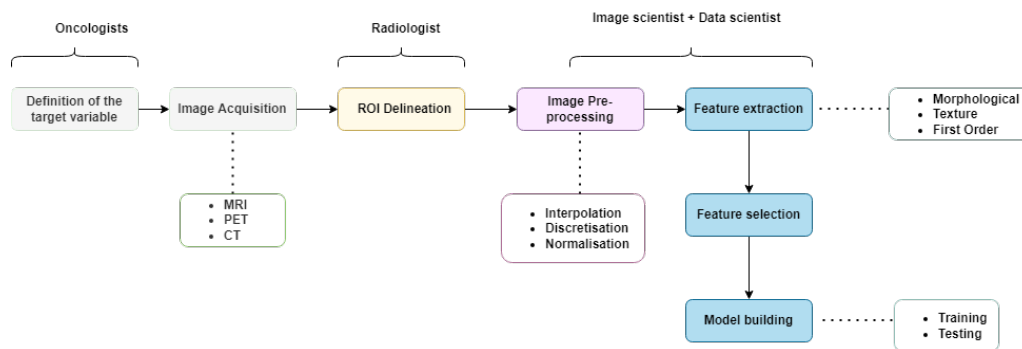 Image scientist + Data scientist
Oncologists
Radiologist
Definition of the
target variable
Image Acquisition
ROI Delineation
Image Pre-
processing
Feature extraction
Morphological
Texture
First Order
MRI
PET
CT
Interpolation
Discretisation
Normalisation
Feature selection
Model building
Training
Testing